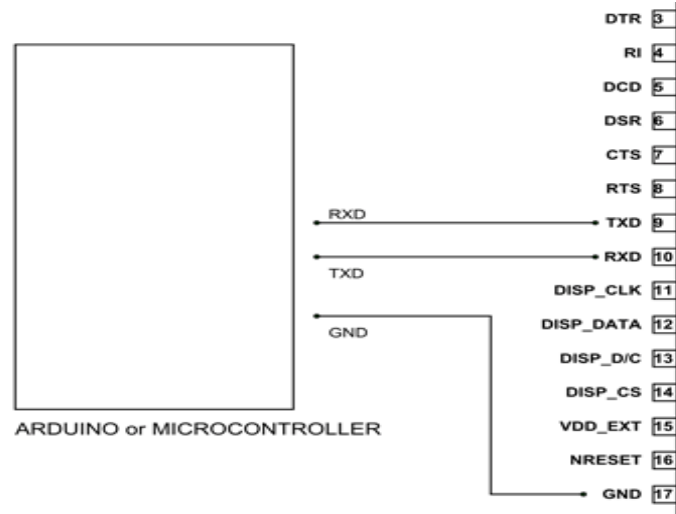 DTR 3
RI 4
DCD 5
DSR 6
CTS 7
RTS 8
RXD TXD 9
TXD RXD 10
DISP_CLK 11
DISP_DATA 12
GND
DISP_D/C 13
DISP_CS 14
ARDUINO or MICROCONTROLLER
VDD_EXT 15
NRESET 16
GND 17